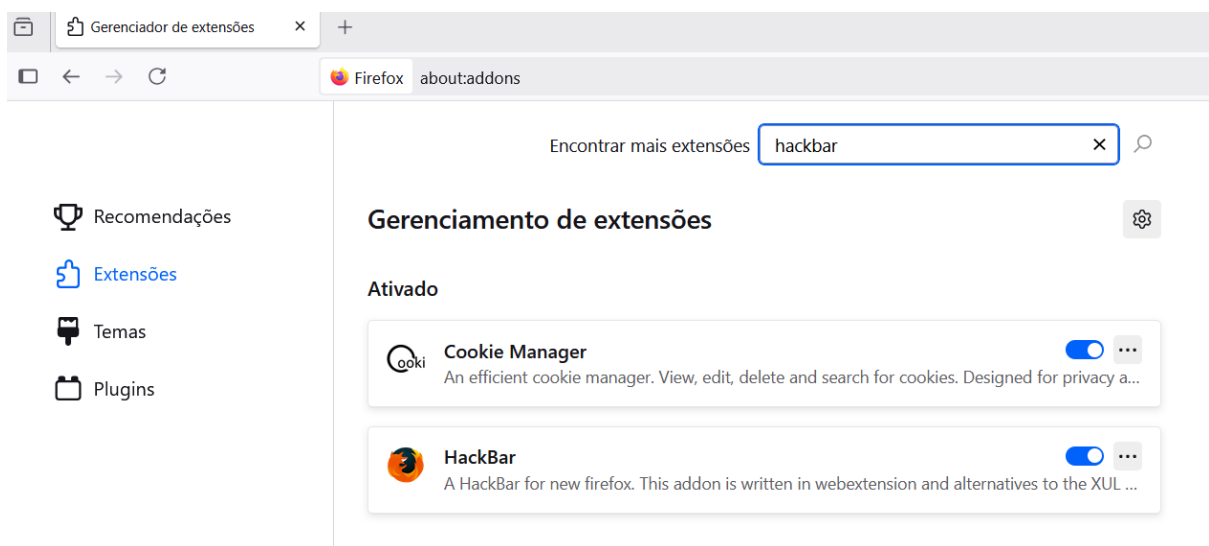 Gerenciador de extensões
Firefox about:addons
Encontrar mais extensões hackbar
Recomendações
Extensões
Temas
Plugins
Gerenciamento de extensões
Ativado
ooki
Cookie Manager
An efficient cookie manager. View, edit, delete and search for cookies. Designed for privacy a...
HackBar
A HackBar for new firefox. This addon is written in webextension and alternatives to the XUL ...